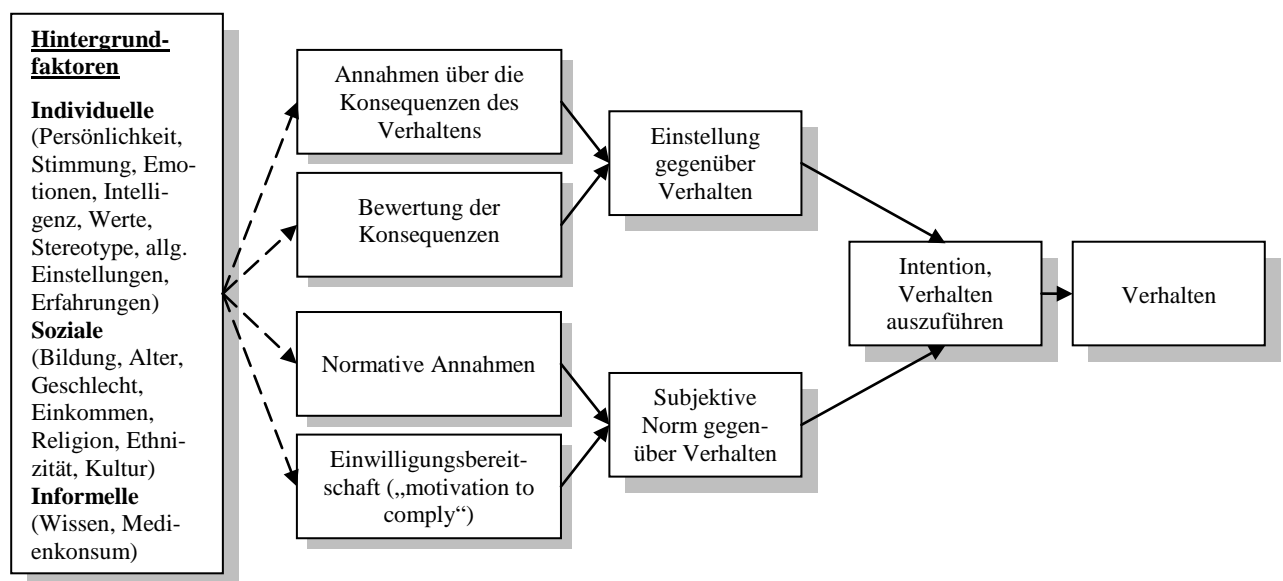 Hintergrund-
faktoren
Individuelle
(Persönlichkeit,
Stimmung, Emo-
tionen, Intelli-
genz, Werte,
Stereotype, allg.
Einstellungen,
Erfahrungen)
Soziale
(Bildung, Alter,
Geschlecht,
Einkommen,
Religion, Ethni-
zität, Kultur)
Informelle
(Wissen, Medi-
enkonsum)
Annahmen über die
Konsequenzen des
Verhaltens
Bewertung der
Konsequenzen
Normative Annahmen
Einwilligungsbereit-
schaft („motivation to
comply“)
Einstellung
gegenüber
Verhalten
Subjektive
Norm gegen-
über Verhalten
Intention,
Verhalten
auszuführen
Verhalten